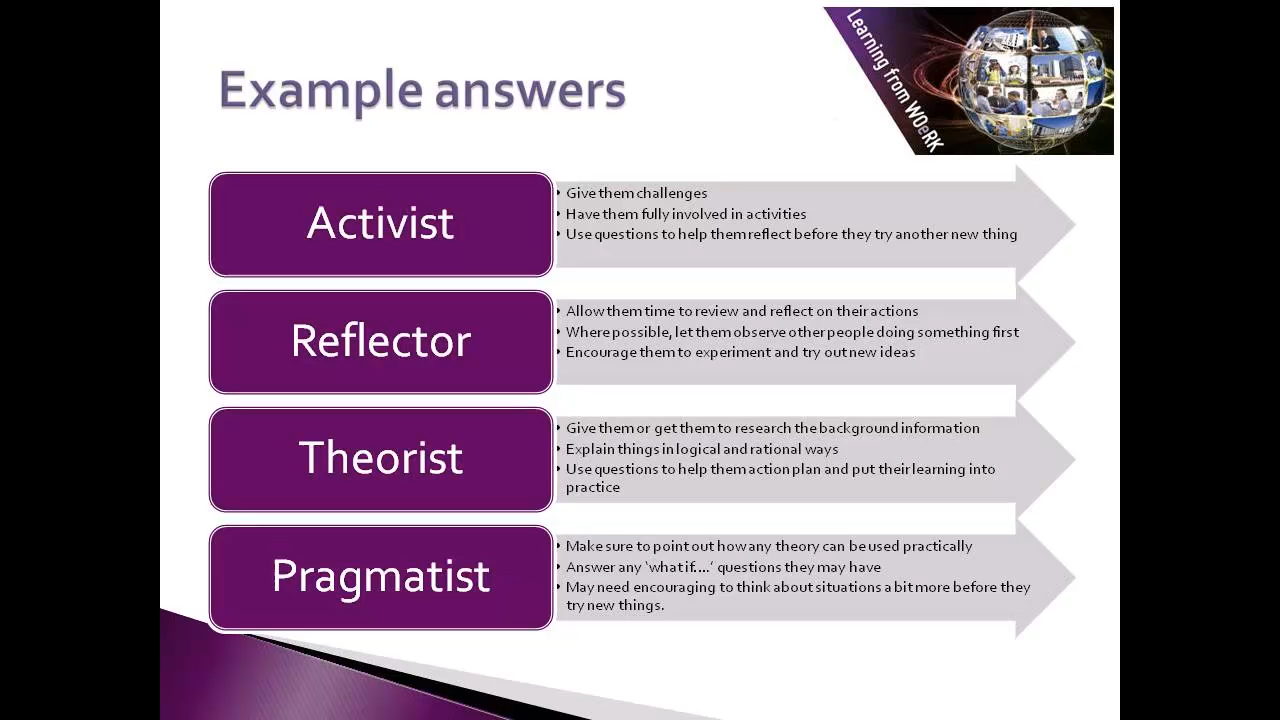 Example answers
Learning from WOeRK
Activist
• Give them challenges
• Have them fully involved in activities
• Use questions to help them reflect before they try another new thing
Reflector
• Allow them time to review and reflect on their actions
• Where possible, let them observe other people doing something first
• Encourage them to experiment and try out new ideas
Theorist
• Give them or get them to research the background information
• Explain things in logical and rational ways
• Use questions to help them action plan and put their learning into
practice
Pragmatist
• Make sure to point out how any theory can be used practically
• Answer any ‘what if....’ questions they may have
• May need encouraging to think about situations a bit more before they
try new things.